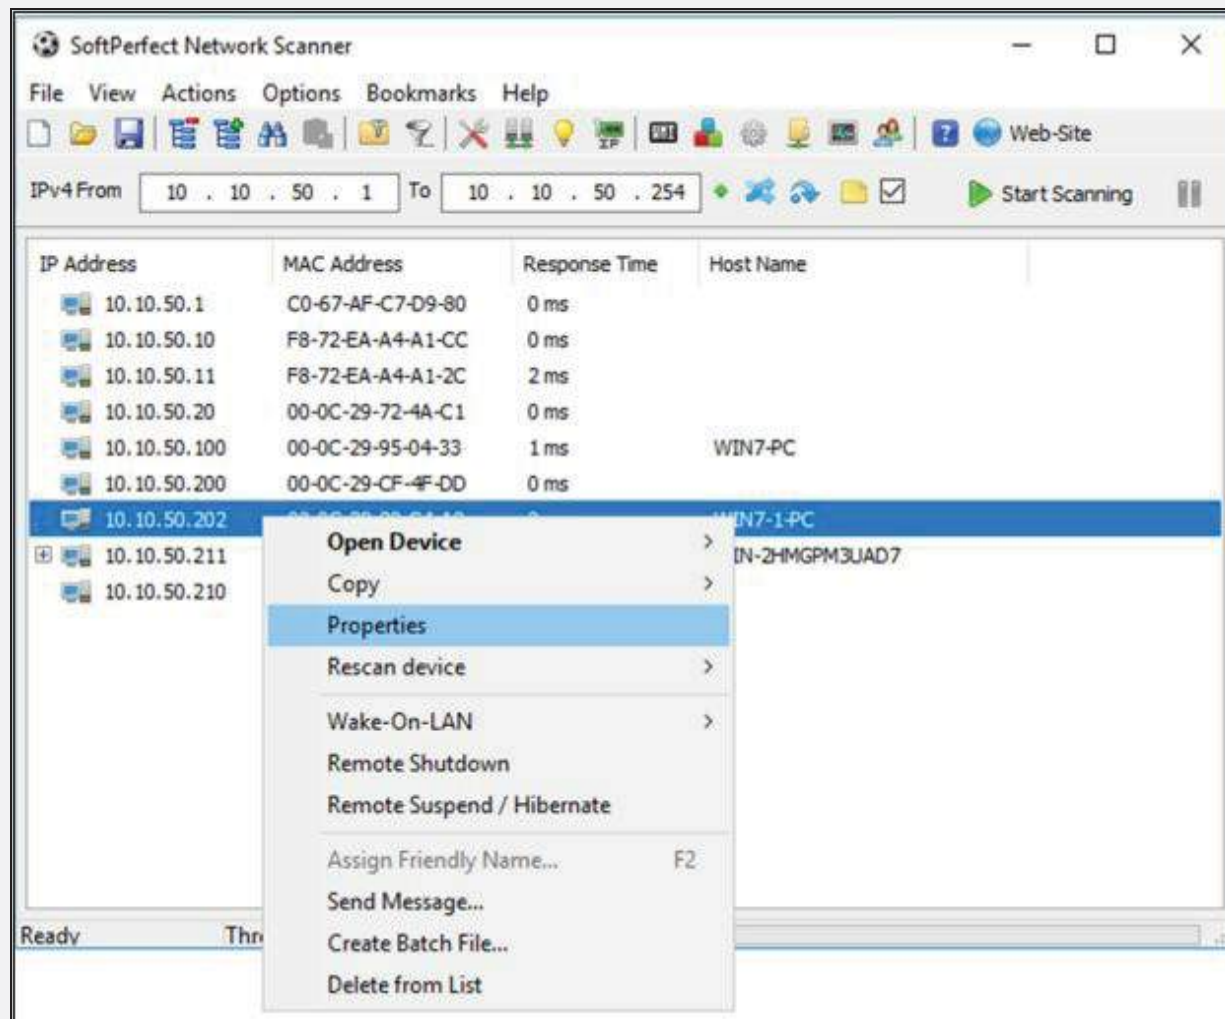 SoftPerfect Network Scanner
File View Actions Options Bookmarks Help
Web-Site
IPv4 From 10 . 10 . 50 . 1 To 10 . 10 . 50 . 254 Start Scanning
IP Address MAC Address Response Time Host Name
10.10.50.1 C0-67-AF-C7-D9-80 0 ms
10.10.50.10 F8-72-EA-A4-A1-CC 0 ms
10.10.50.11 F8-72-EA-A4-A1-2C 2 ms
10.10.50.20 00-0C-29-72-4A-C1 0 ms
10.10.50.100 00-0C-29-95-04-33 1 ms WIN7-PC
10.10.50.200 00-0C-29-CF-4F-DD 0 ms
10.10.50.202 WIN7-1-PC
10.10.50.211 IN-2HMGPM3UAD7
10.10.50.210
Open Device
Copy
Properties
Rescan device
Wake-On-LAN
Remote Shutdown
Remote Suspend / Hibernate
Assign Friendly Name... F2
Send Message...
Create Batch File...
Delete from List
Ready Thr